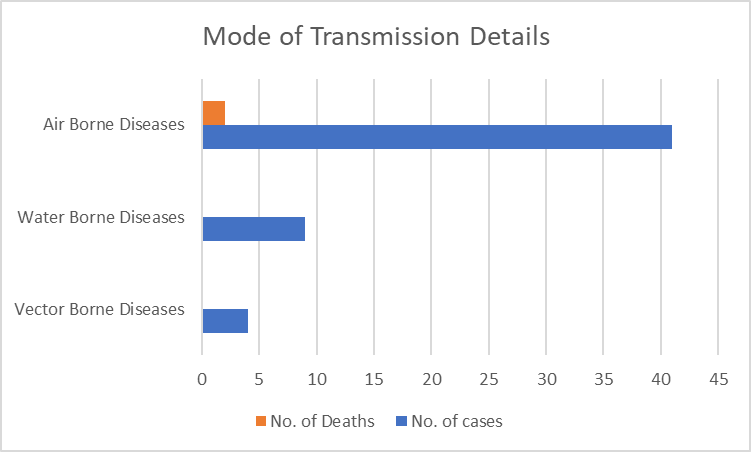 Mode of Transmission Details
Air Borne Diseases
Water Borne Diseases
Vector Borne Diseases
0 5 10 15 20 25 30 35 40 45
No. of Deaths No. of cases